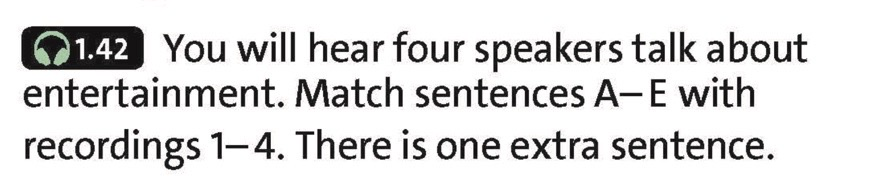 1.42 You will hear four speakers talk about
entertainment. Match sentences A–E with
recordings 1–4. There is one extra sentence.